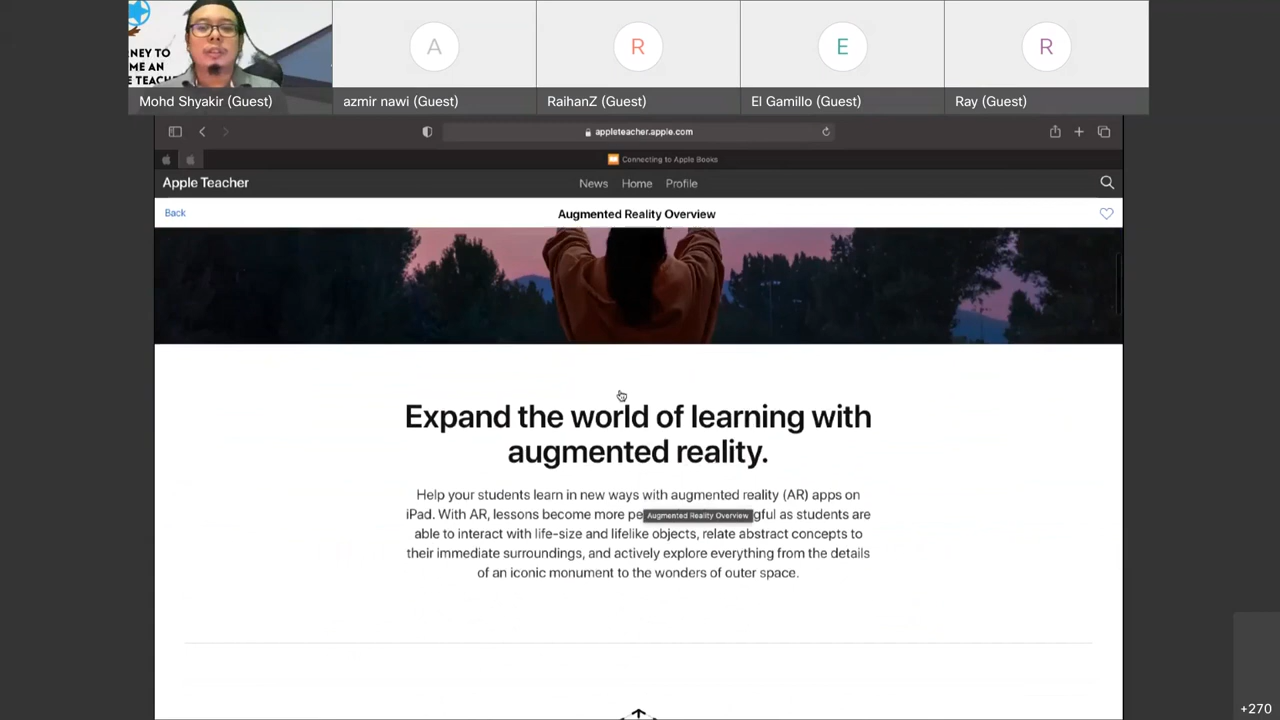 NEY TO
ME AN
E TEACH
A
R
E
R
Mohd Shyakir (Guest)
azmir nawi (Guest)
RaihanZ (Guest)
El Gamillo (Guest)
Ray (Guest)
appleteacher.apple.com
Connecting to Apple Books
Apple Teacher
News
Home
Profile
Back
Augmented Reality Overview
Expand the world of learning with
augmented reality.
Help your students learn in new ways with augmented reality (AR) apps on
iPad. With AR, lessons become more pe
Augmented Reality Overview
gful as students are
able to interact with life-size and lifelike objects, relate abstract concepts to
their immediate surroundings, and actively explore everything from the details
of an iconic monument to the wonders of outer space.
+270